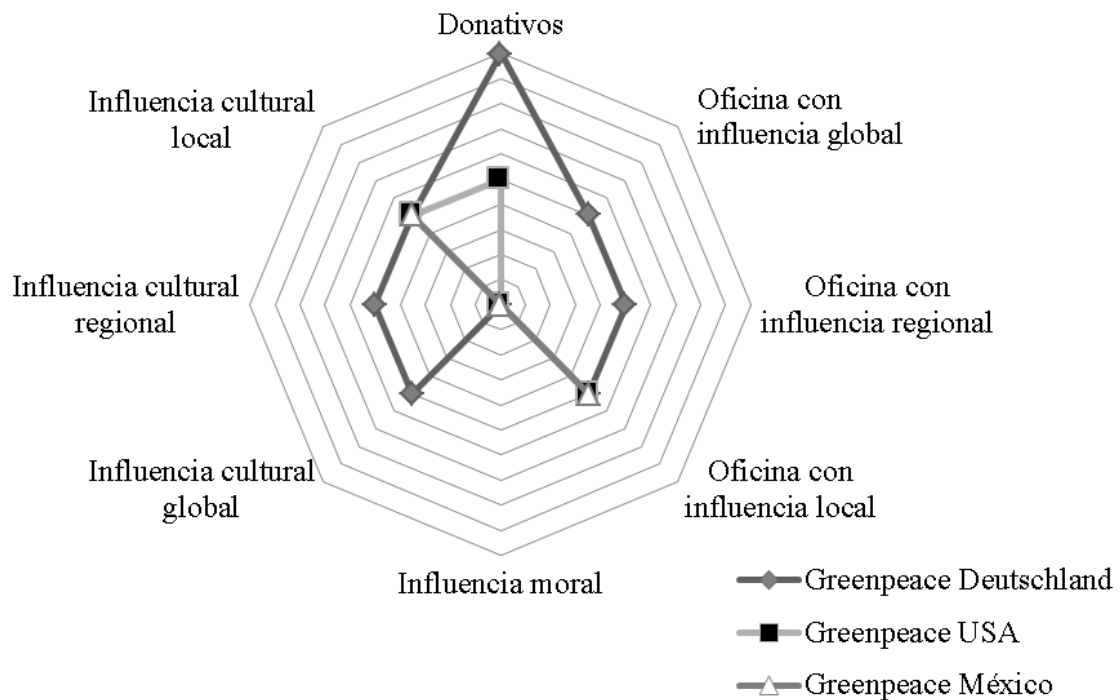 Donativos
Oficina con
influencia global
Oficina con
influencia regional
Oficina con
influencia local
Influencia moral
Influencia cultural
global
Influencia cultural
regional
Influencia cultural
local
Greenpeace Deutschland
Greenpeace USA
Greenpeace México